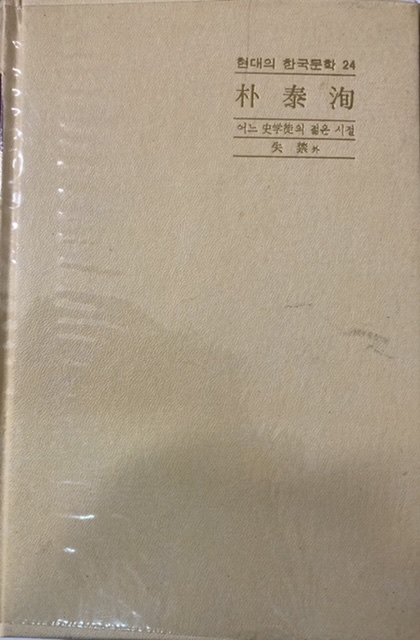 현대의 한국문학 24
朴泰洵
어느 史学徒의 젊은 시절
失禁 外